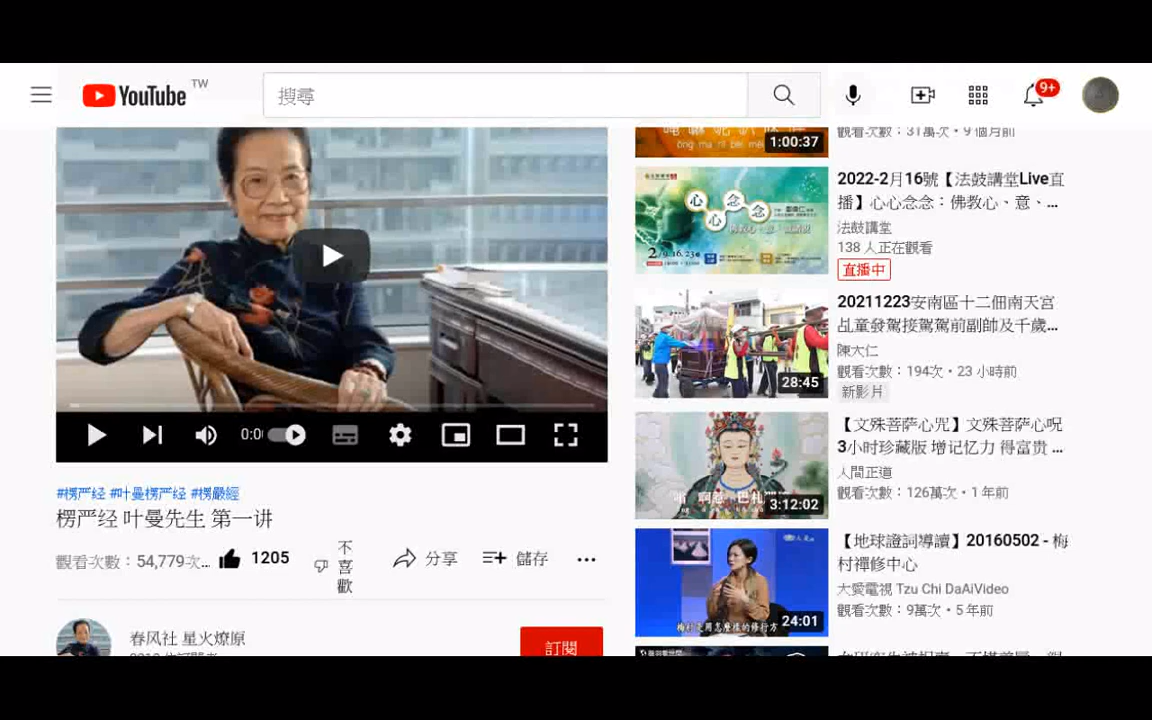 YouTube TW
搜尋
9+
1:00:37
觀看次數：31萬次・9 個月前
2022-2月16號【法鼓講堂Live直
播】心心念念：佛教心、意、...
法鼓講堂
138 人正在觀看
直播中
心心念念
20211223安南區十二佃南天宮
乩童發駕接駕駕前副帥及千歲...
陳大仁
觀看次數：194次・23 小時前
新影片
28:45
【文殊菩萨心咒】文殊菩萨心呪
3小时珍藏版 增记忆力 得富贵 ...
人間正道
觀看次數：126萬次・1 年前
3:12:02
【地球證詞導讀】20160502 - 梅
村禪修中心
大愛電視 Tzu Chi DaAiVideo
觀看次數：9萬次・5 年前
24:01
0:0
#楞严经 #叶曼楞严经 #楞嚴經
楞严经 叶曼先生 第一讲
觀看次數：54,779次...
1205
不喜歡
分享
儲存
春风社 星火燎原
訂閱